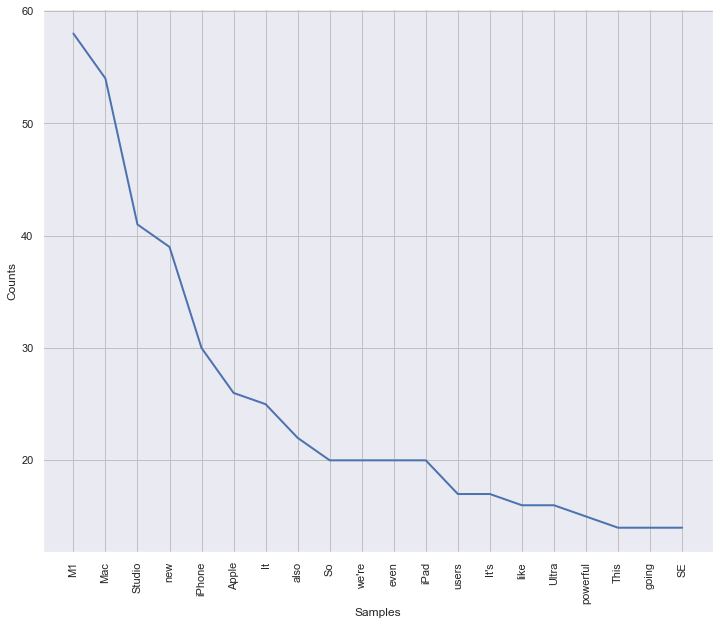 60
50
40
30
20
Counts
M1
Mac
Studio
new
iPhone
Apple
It
also
So
we're
even
iPad
users
It's
like
Ultra
powerful
This
going
SE
Samples